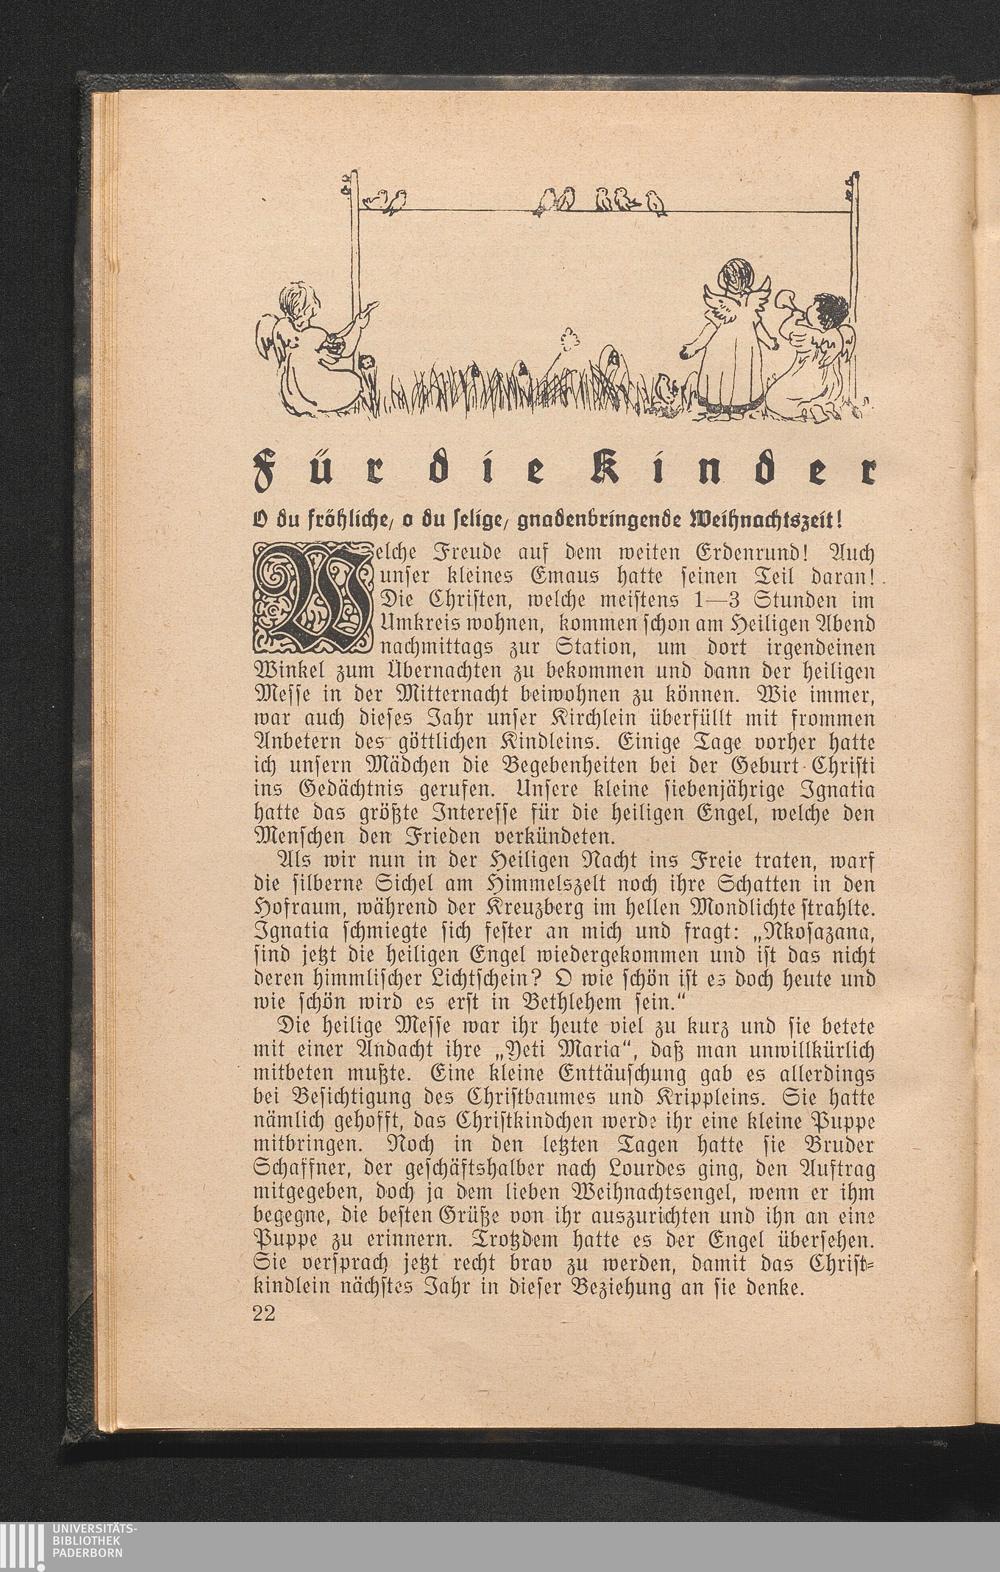 Für die Kinder
O du fröhliche, o du selige, gnadenbringende Weihnachtszeit!
Welche Freude auf dem weiten Erdenrund! Auch
unser kleines Emaus hatte seinen Teil daran!
Die Christen, welche meistens 1—3 Stunden im
Umkreis wohnen, kommen schon am Heiligen Abend
nachmittags zur Station, um dort irgendeinen
Winkel zum Übernachten zu bekommen und dann der heiligen
Messe in der Mitternacht beiwohnen zu können. Wie immer,
war auch dieses Jahr unser Kirchlein überfüllt mit frommen
Anbetern des göttlichen Kindleins. Einige Tage vorher hatte
ich unsern Mädchen die Begebenheiten bei der Geburt Christi
ins Gedächtnis gerufen. Unsere kleine siebenjährige Ignatia
hatte das größte Interesse für die heiligen Engel, welche den
Menschen den Frieden verkündeten.
Als wir nun in der Heiligen Nacht ins Freie traten, warf
die silberne Sichel am Himmelszelt noch ihre Schatten in den
Hofraum, während der Kreuzberg im hellen Mondlichte strahlte.
Ignatia schmiegte sich fester an mich und fragt: „Nkosazana,
sind jetzt die heiligen Engel wiedergekommen und ist das nicht
deren himmlischer Lichtschein? O wie schön ist es doch heute und
wie schön wird es erst in Bethlehem sein.“
Die heilige Messe war ihr heute viel zu kurz und sie betete
mit einer Andacht ihre „Yeti Maria“, daß man unwillkürlich
mitbeten mußte. Eine kleine Enttäuschung gab es allerdings
bei Besichtigung des Christbaumes und Krippleins. Sie hatte
nämlich gehofft, das Christkindchen werde ihr eine kleine Puppe
mitbringen. Noch in den letzten Tagen hatte sie Bruder
Schaffner, der geschäftshalber nach Lourdes ging, den Auftrag
mitgegeben, doch ja dem lieben Weihnachtsengel, wenn er ihm
begegne, die besten Grüße von ihr auszurichten und ihn an eine
Puppe zu erinnern. Trotzdem hatte es der Engel übersehen.
Sie versprach jetzt recht brav zu werden, damit das Christ-
kindlein nächstes Jahr in dieser Beziehung an sie denke.
22
UNIVERSITÄTS-
BIBLIOTHEK
PADERBORN